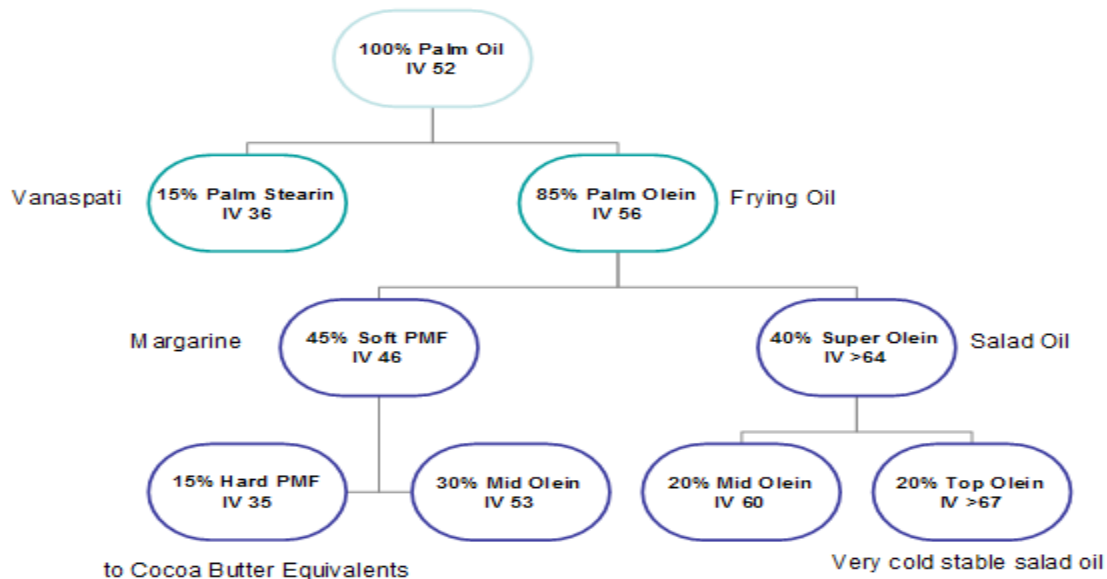 100% Palm Oil
IV 52
Vanaspati
15% Palm Stearin
IV 36
85% Palm Olein
IV 56
Frying Oil
Margarine
45% Soft PMF
IV 46
40% Super Olein
IV >64
Salad Oil
15% Hard PMF
IV 35
30% Mid Olein
IV 53
20% Mid Olein
IV 60
20% Top Olein
IV >67
to Cocoa Butter Equivalents
Very cold stable salad oil